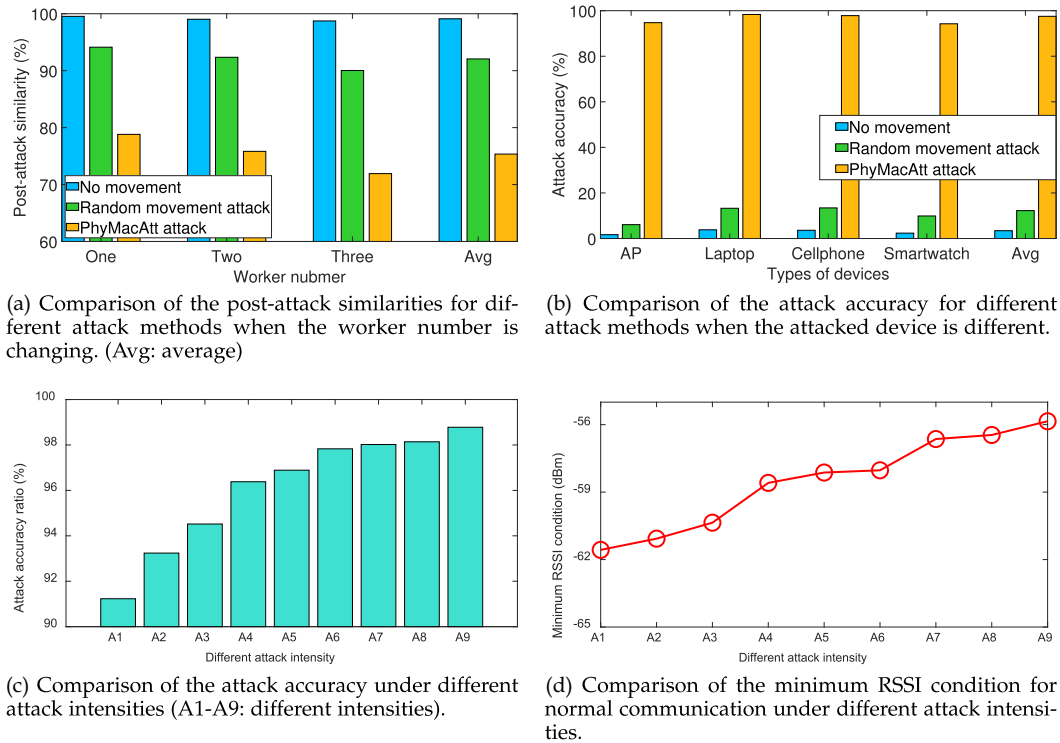 100
90
80
70
60
Post-attack similarity (%)
No movement
Random movement attack
PhyMacAtt attack
One Two Three Avg
Worker nubmer
(a) Comparison of the post-attack similarities for dif-
ferent attack methods when the worker number is
changing. (Avg: average)
100
80
60
40
20
0
Attack accuracy (%)
No movement
Random movement attack
PhyMacAtt attack
AP Laptop Cellphone Smartwatch Avg
Types of devices
(b) Comparison of the attack accuracy for different
attack methods when the attacked device is different.
100
98
96
94
92
90
Attack accuracy ratio (%)
A1 A2 A3 A4 A5 A6 A7 A8 A9
Different attack intensity
(c) Comparison of the attack accuracy under different
attack intensities (A1-A9: different intensities).
-56
-59
-62
-65
Minimum RSSI condition (dBm)
A1 A2 A3 A4 A5 A6 A7 A8 A9
Different attack intensity
(d) Comparison of the minimum RSSI condition for
normal communication under different attack intensi-
ties.